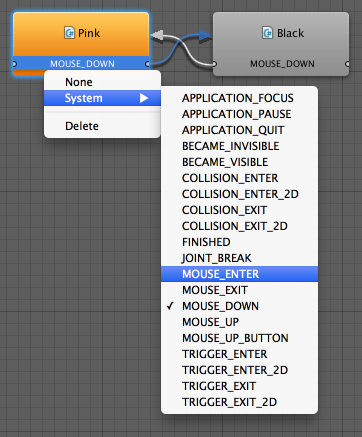 Pink
Black
MOUSE_DOWN
MOUSE_DOWN
None
System
Delete
APPLICATION_FOCUS
APPLICATION_PAUSE
APPLICATION_QUIT
BECAME_INVISIBLE
BECAME_VISIBLE
COLLISION_ENTER
COLLISION_ENTER_2D
COLLISION_EXIT
COLLISION_EXIT_2D
FINISHED
JOINT_BREAK
MOUSE_ENTER
MOUSE_EXIT
✓ MOUSE_DOWN
MOUSE_UP
MOUSE_UP_BUTTON
TRIGGER_ENTER
TRIGGER_ENTER_2D
TRIGGER_EXIT
TRIGGER_EXIT_2D